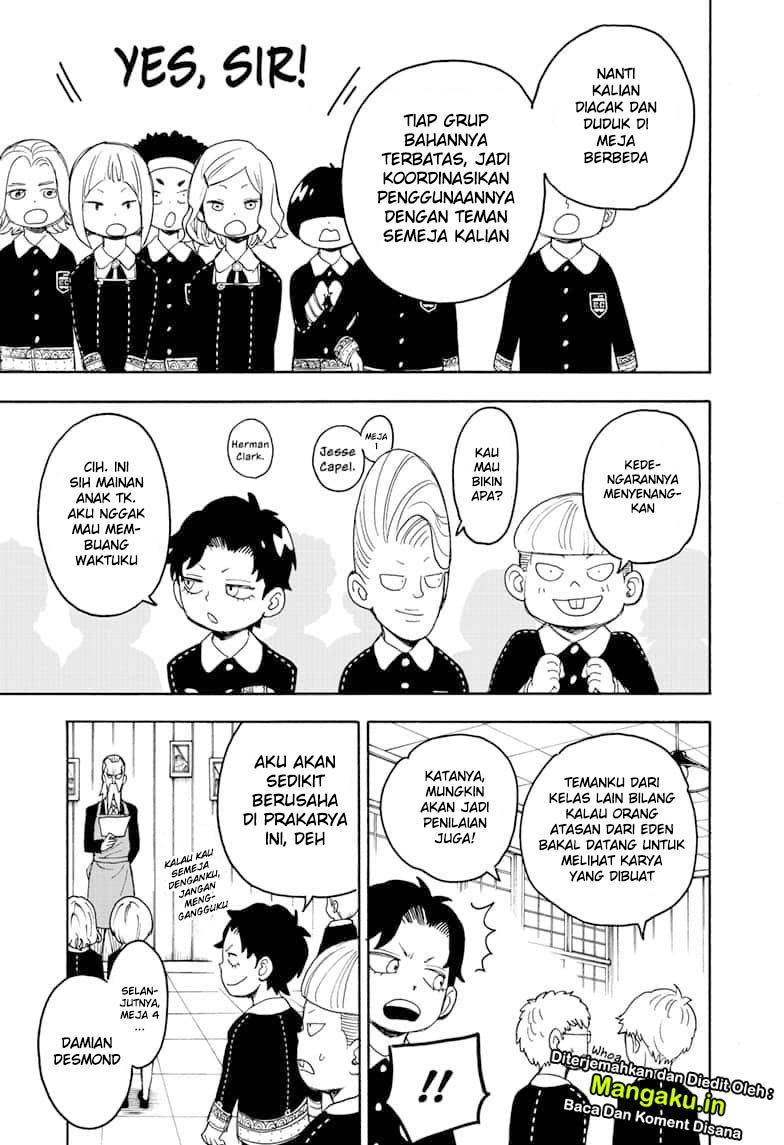 NANTI
KALIAN
DIACAK DAN
DUDUK DI
MEJA
BERBEDA
TIAP GRUP
BAHANNYA
TERBATAS, JADI
KOORDINASIKAN
PENGGUNAANNYA
DENGAN TEMAN
SEMEJA KALIAN
YES, SIR!
KEDE-
NGARANNYA
MENYENANG-
KAN
KAU
MAU
BIKIN
APA?
MEJA
1
Jesse
Capel.
Herman
Clark.
CIH. INI
SIH MAINAN
ANAK TK.
AKU NGGAK
MAU MEM-
BUANG
WAKTUKU
TEMANKU DARI
KELAS LAIN BILANG
KALAU ORANG
ATASAN DARI EDEN
BAKAL DATANG UNTUK
MELIHAT KARYA
YANG DIBUAT
KATANYA,
MUNGKIN
AKAN JADI
PENILAIAN
JUGA!
!!
AKU AKAN
SEDIKIT
BERUSAHA
DI PRAKARYA
INI, DEH
KALAU KAU
SEMEJA
DENGANKU,
JANGAN
MENG-
GANGGUKU
SELAN-
JUTNYA,
MEJA 4
...
DAMIAN
DESMOND
Diterjemahkan dan Diedit Oleh :
Mangaku.in
Baca Dan Koment Disana